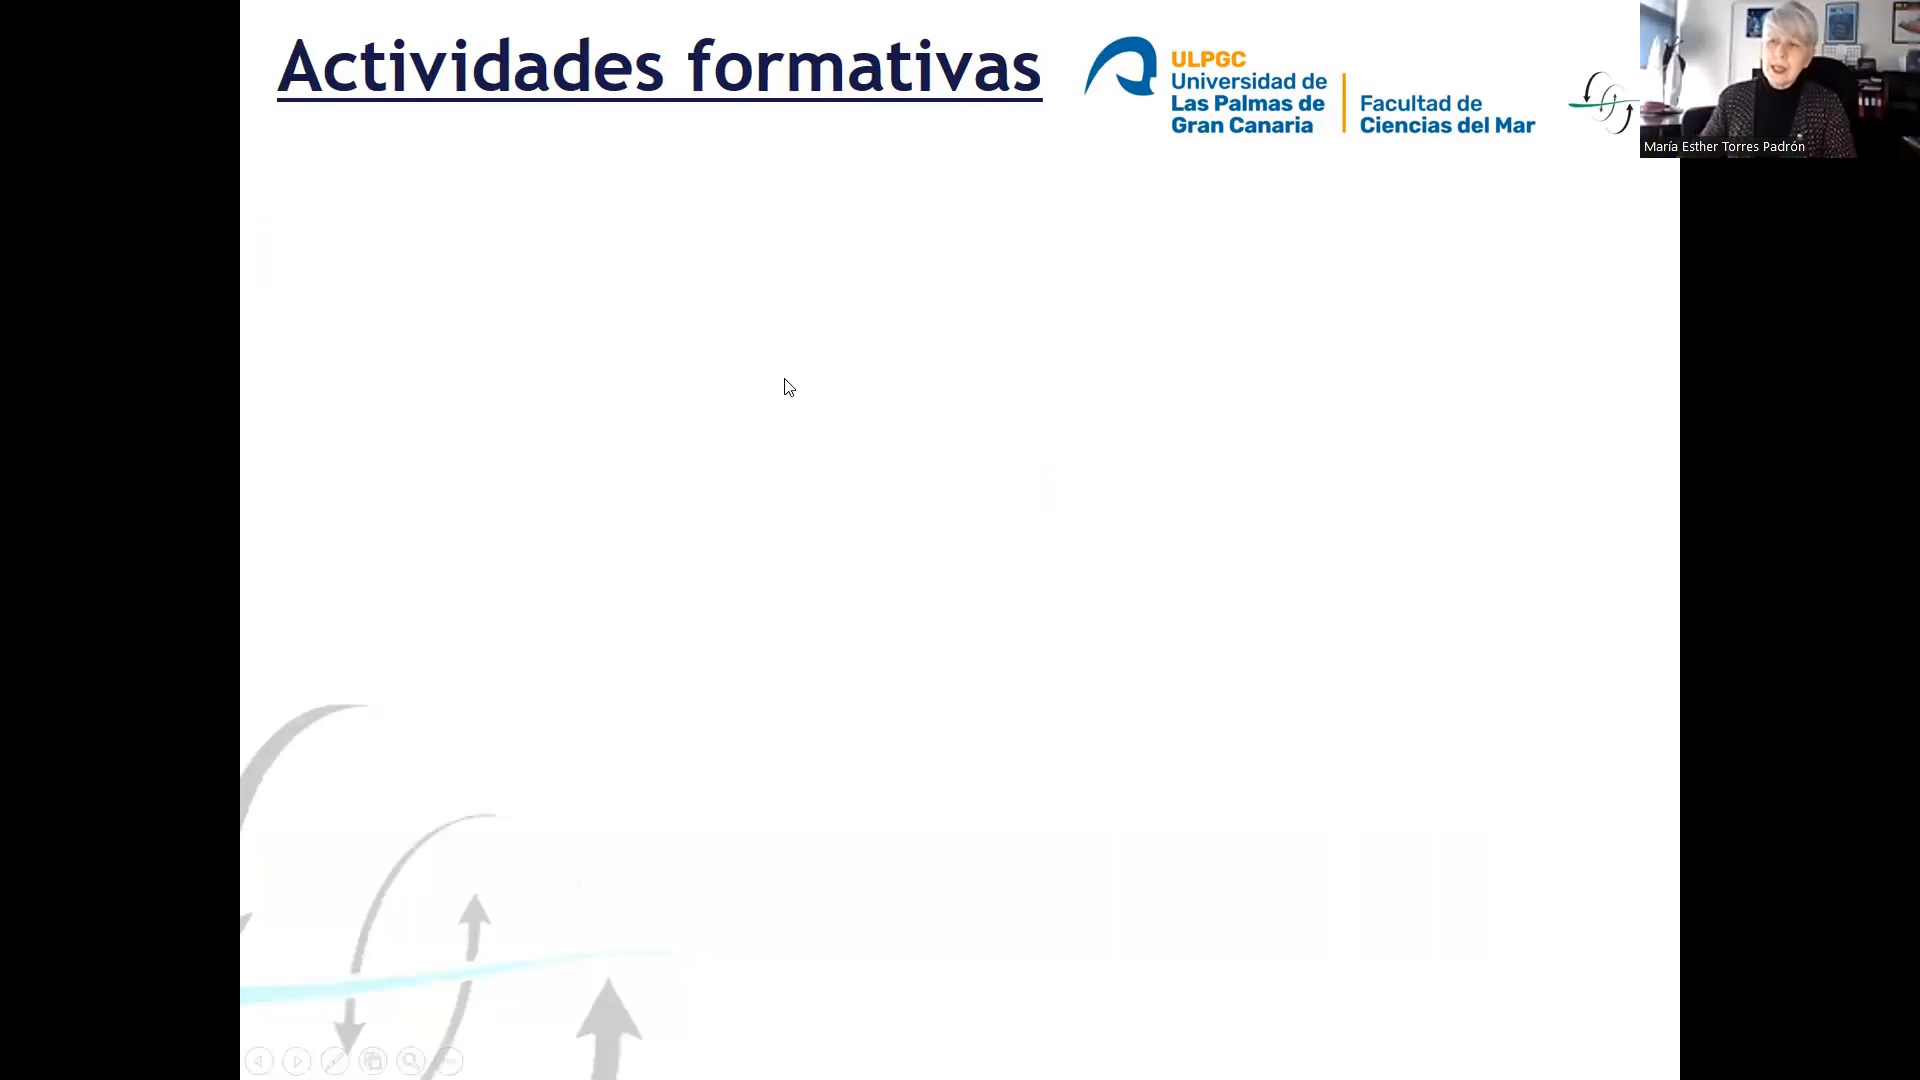 Actividades formativas
ULPGC
Universidad de
Las Palmas de
Gran Canaria
Facultad de
Ciencias del Mar
María Esther Torres Padrón